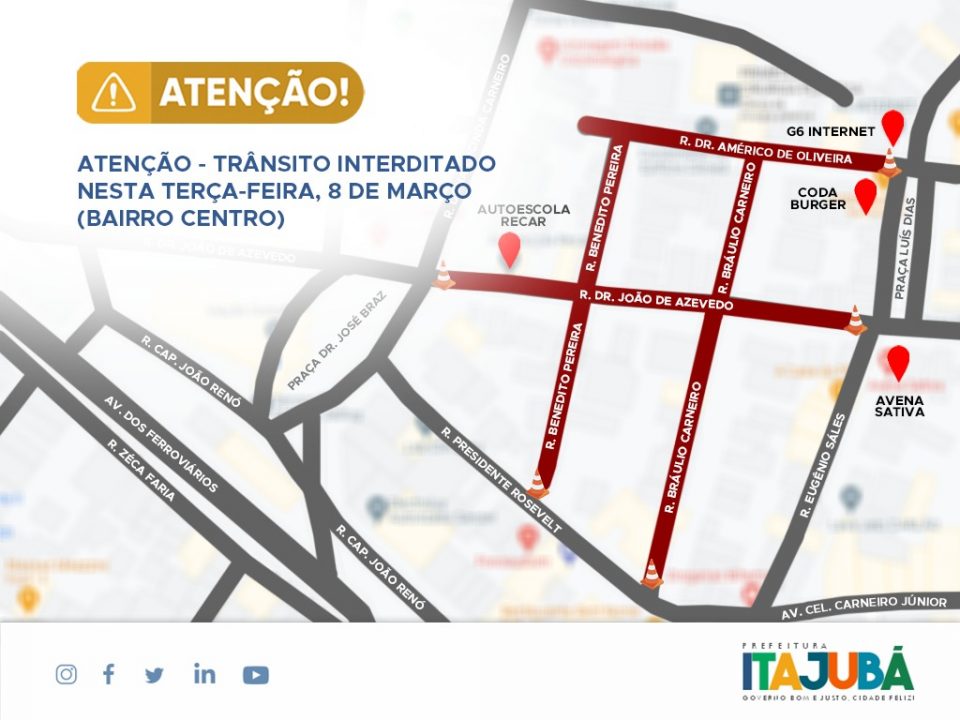 ATENÇÃO!
ATENÇÃO - TRÂNSITO INTERDITADO
NESTA TERÇA-FEIRA, 8 DE MARÇO
(BAIRRO CENTRO)
CARNEIRO
G6 INTERNET
R. DR. AMÉRICO DE OLIVEIRA
CODA
BURGER
AUTOESCOLA
RECAR
R. BENEDITO PEREIRA
R. BRÁULIO CARNEIRO
PRAÇA LUÍS DIAS
JOÃO DE AZEVEDO
R. DR. JOÃO DE AZEVEDO
PRAÇA DR. JOSÉ BRAZ
R. CAP. JOÃO RENÓ
AV. DOS FERROVIÁRIOS
R. ZÉCA FARIA
R. BENEDITO PEREIRA
R. BRÁULIO CARNEIRO
AVENA
SATIVA
R. EUGÊNIO SÁLES
R. PRESIDENTE ROSEVELT
R. CAP. JOÃO RENÓ
AV. CEL. CARNEIRO JÚNIOR
PREFEITURA
ITAJUBÁ
GOVERNO BOM E JUSTO, CIDADE FELIZ!